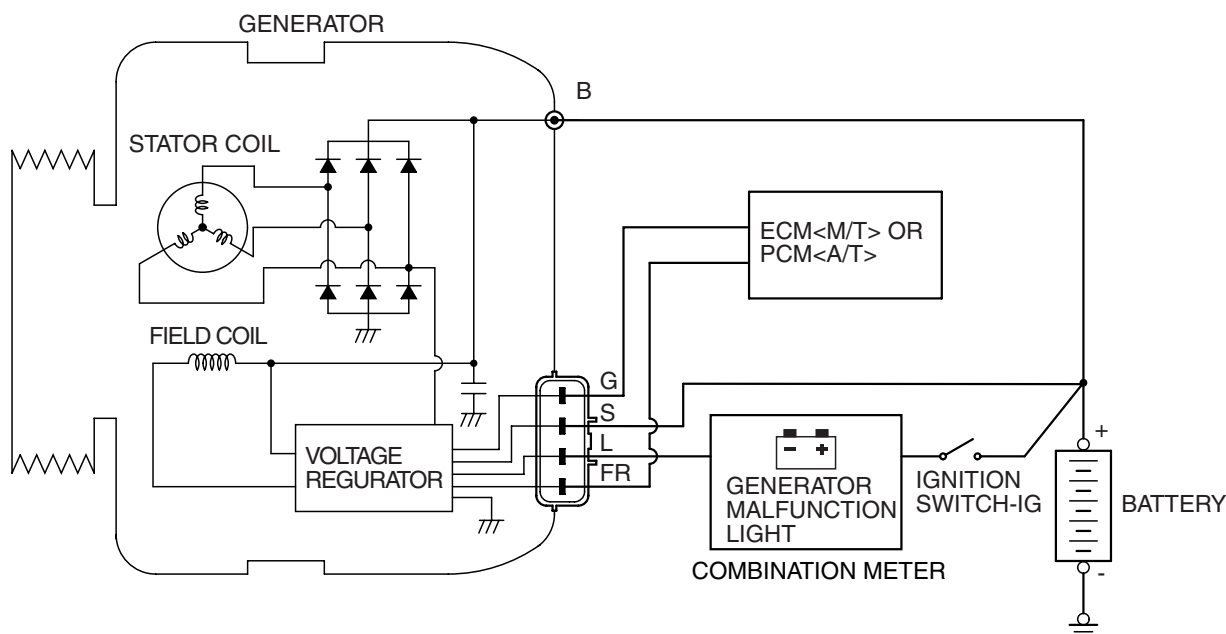 GENERATOR
B
STATOR COIL
ECM<M/T> OR
PCM<A/T>
FIELD COIL
G
S
L
FR
VOLTAGE
REGURATOR
+
- +
GENERATOR
MALFUNCTION
LIGHT
IGNITION
SWITCH-IG
BATTERY
COMBINATION METER
-